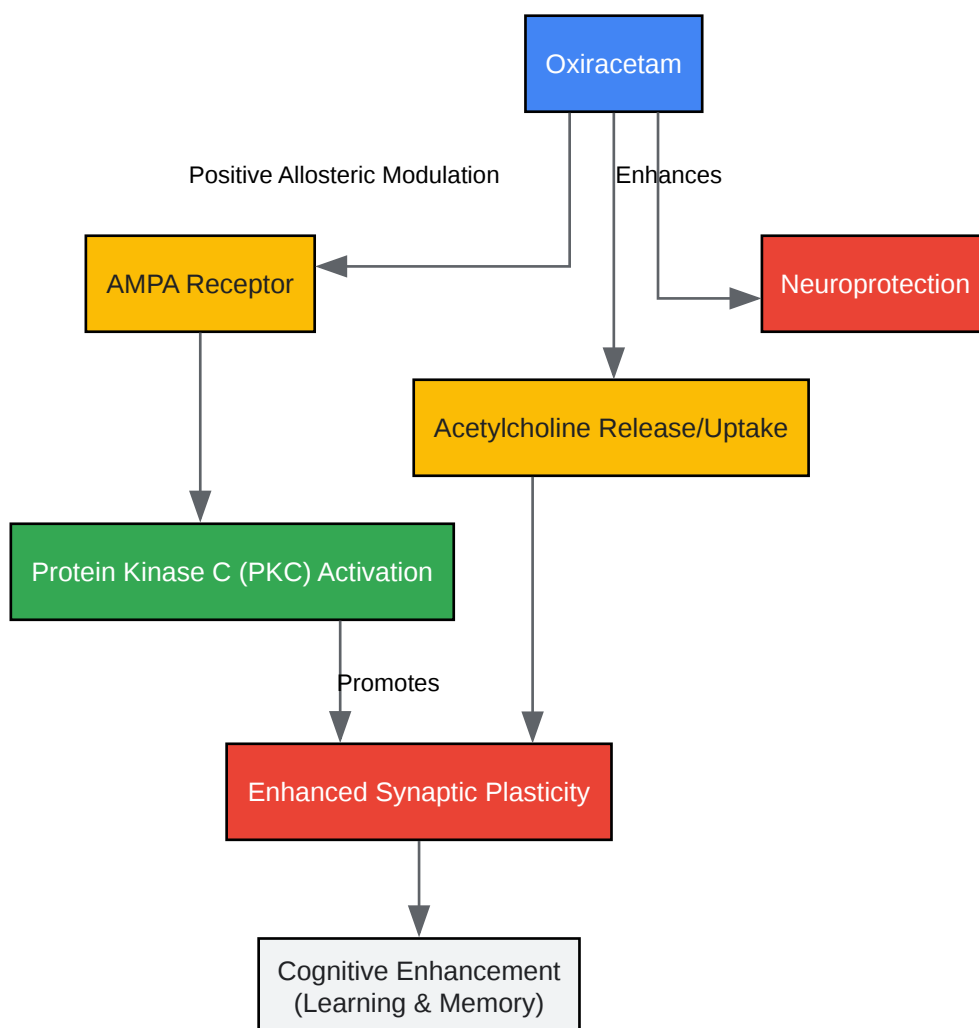 Oxiracetam
Positive Allosteric Modulation
Enhances
AMPA Receptor
Neuroprotection
Acetylcholine Release/Uptake
Protein Kinase C (PKC) Activation
Promotes
Enhanced Synaptic Plasticity
Cognitive Enhancement
(Learning & Memory)